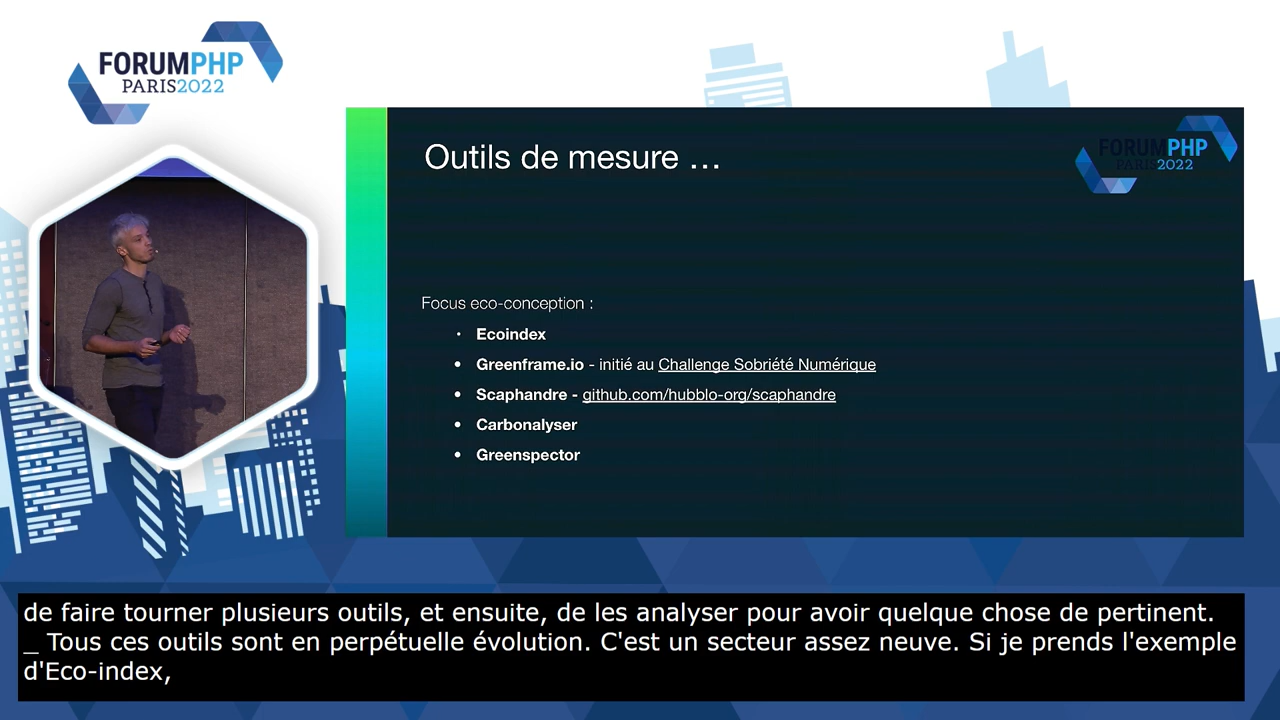 FORUMPHP
PARIS2022
Outils de mesure ...
FORUMPHP
PARIS2022
Focus eco-conception :
• Ecoindex
• Greenframe.io - initié au Challenge Sobriété Numérique
• Scaphandre - github.com/hubblo-org/scaphandre
• Carbonalyser
• Greenspector
de faire tourner plusieurs outils, et ensuite, de les analyser pour avoir quelque chose de pertinent.
_ Tous ces outils sont en perpétuelle évolution. C'est un secteur assez neuve. Si je prends l'exemple
d'Eco-index,